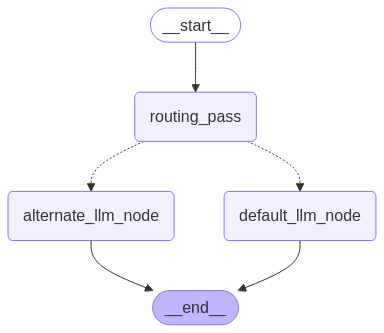 __start__
routing_pass
alternate_llm_node
default_llm_node
__end__